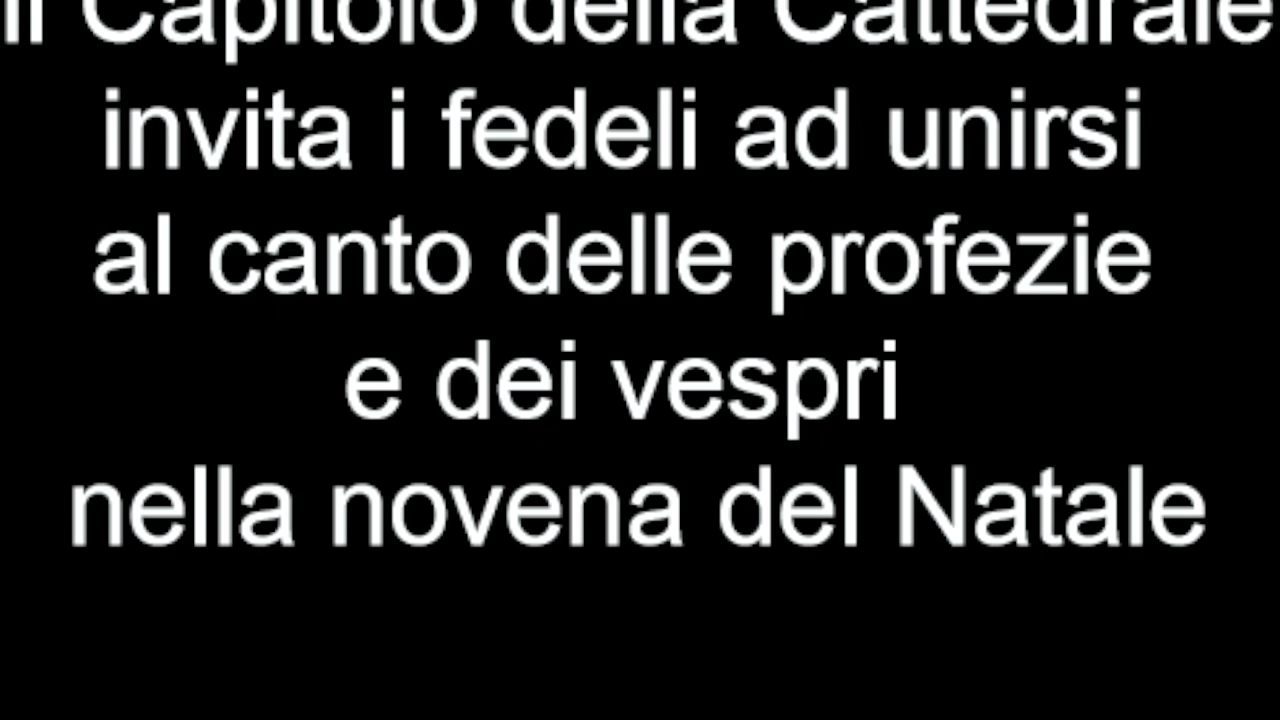 il Capitolo della Cattedrale
invita i fedeli ad unirsi
al canto delle profezie
e dei vespri
nella novena del Natale